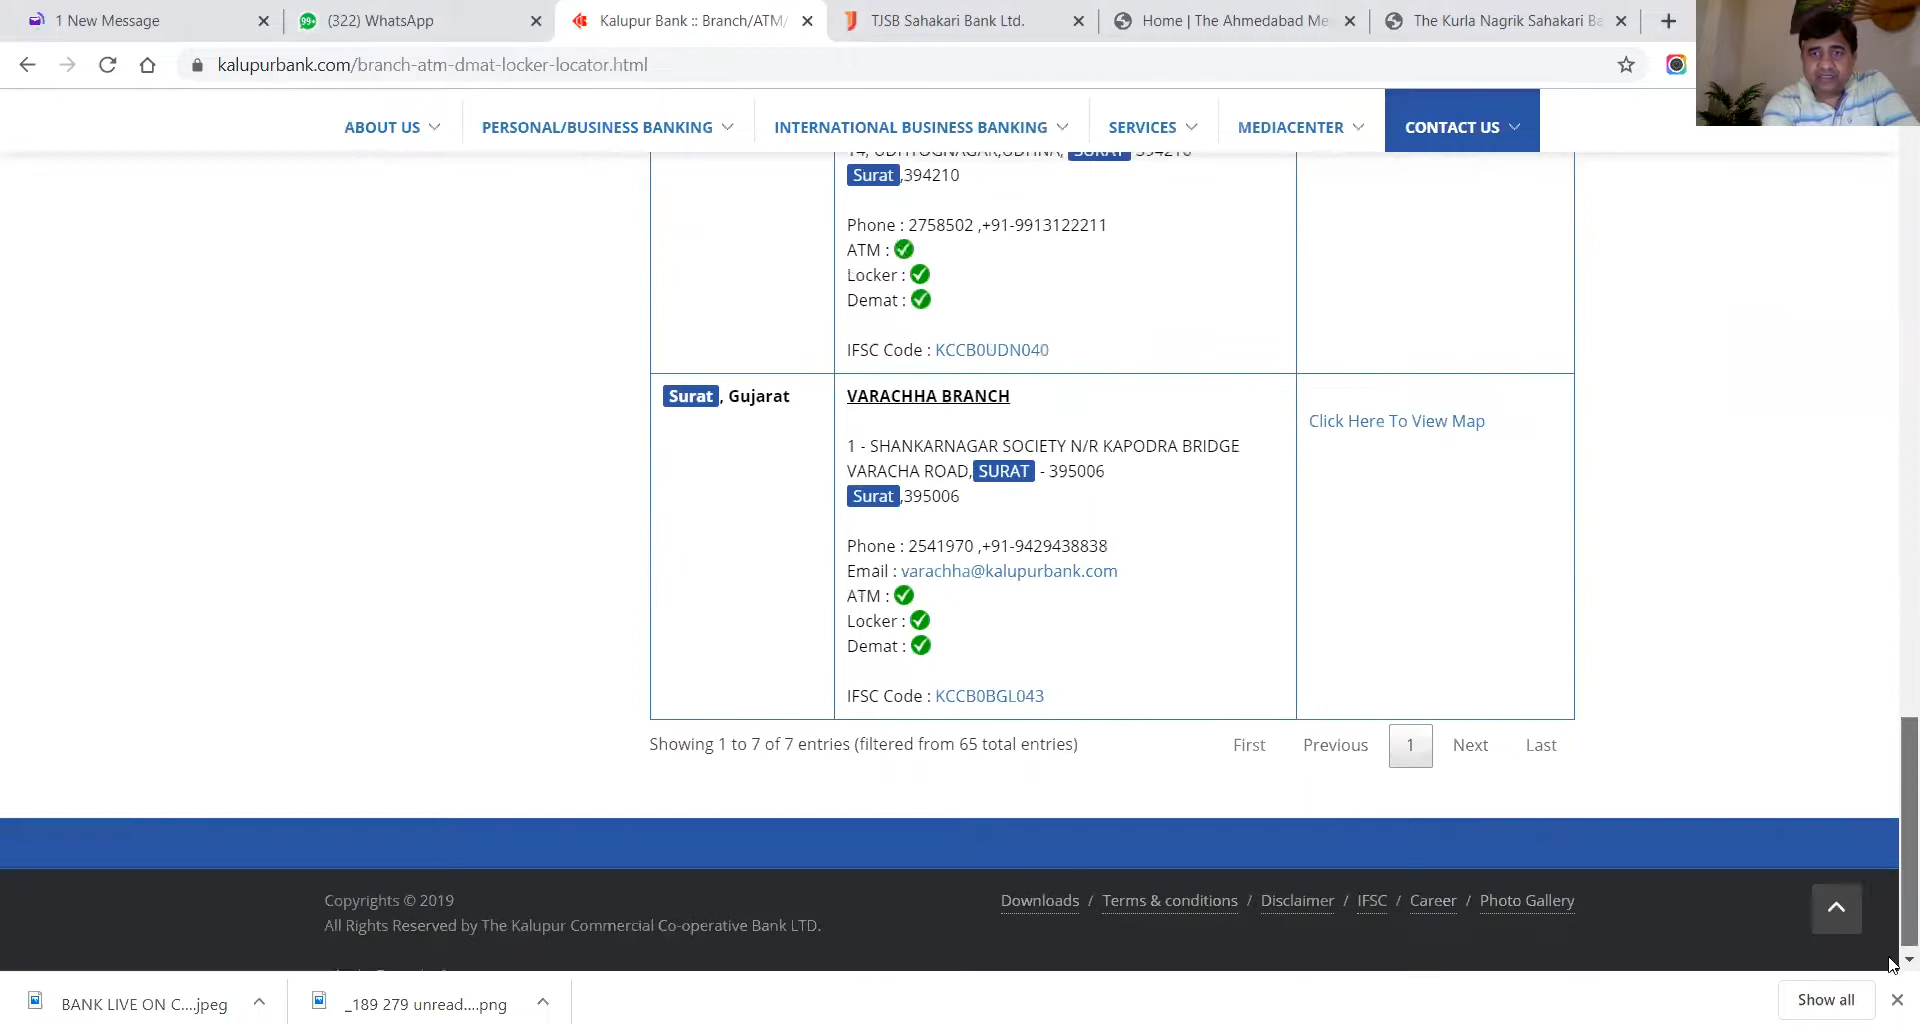 1 New Message
(322) WhatsApp
Kalupur Bank :: Branch/ATM/
TJSB Sahakari Bank Ltd.
Home | The Ahmedabad Me
The Kurla Nagrik Sahakari Ba
kalupurbank.com/branch-atm-dmat-locker-locator.html
ABOUT US
PERSONAL/BUSINESS BANKING
INTERNATIONAL BUSINESS BANKING
SERVICES
MEDIACENTER
CONTACT US
14, UDHYOGNAGAR,UDHNA, SURAT 394210
Surat,394210
Phone : 2758502 ,+91-9913122211
ATM :
Locker :
Demat :
IFSC Code : KCCB0UDN040
Surat, Gujarat
VARACHHA BRANCH
Click Here To View Map
1 - SHANKARNAGAR SOCIETY N/R KAPODRA BRIDGE
VARACHA ROAD,SURAT - 395006
Surat,395006
Phone : 2541970 ,+91-9429438838
Email : varachha@kalupurbank.com
ATM :
Locker :
Demat :
IFSC Code : KCCB0BGL043
Showing 1 to 7 of 7 entries (filtered from 65 total entries)
First Previous 1 Next Last
Copyrights © 2019
All Rights Reserved by The Kalupur Commercial Co-operative Bank LTD.
Downloads / Terms & conditions / Disclaimer / IFSC / Career / Photo Gallery
BANK LIVE ON C....jpeg
_189 279 unread....png
Show all